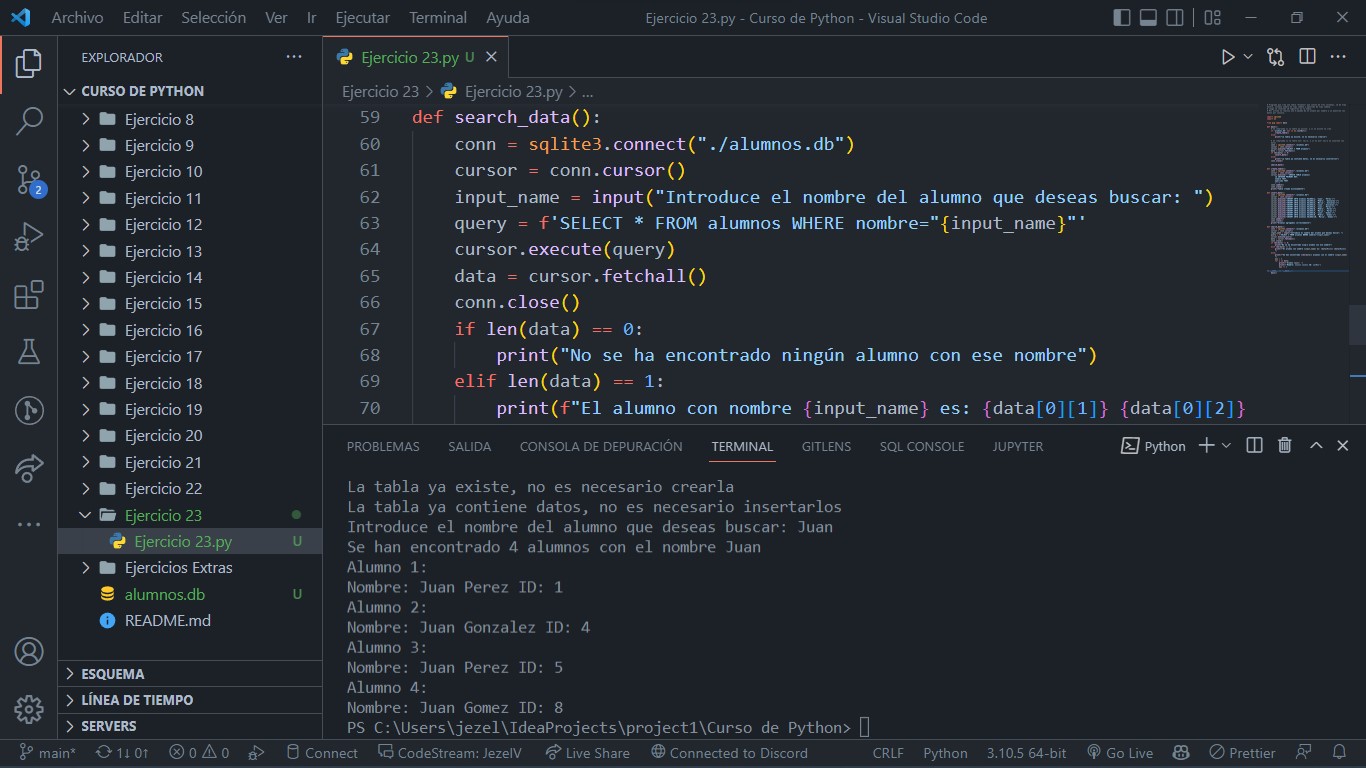 Archivo Editar Selección Ver Ir Ejecutar Terminal Ayuda Ejercicio 23.py - Curso de Python - Visual Studio Code
EXPLORADOR
CURSO DE PYTHON
Ejercicio 8
Ejercicio 9
Ejercicio 10
Ejercicio 11
Ejercicio 12
Ejercicio 13
Ejercicio 14
Ejercicio 15
Ejercicio 16
Ejercicio 17
Ejercicio 18
Ejercicio 19
Ejercicio 20
Ejercicio 21
Ejercicio 22
Ejercicio 23
Ejercicio 23.py U
Ejercicios Extras
alumnos.db U
README.md
ESQUEMA
LÍNEA DE TIEMPO
SERVERS
2
Ejercicio 23.py U
Ejercicio 23 > Ejercicio 23.py > ...
59 def search_data():
60 conn = sqlite3.connect("./alumnos.db")
61 cursor = conn.cursor()
62 input_name = input("Introduce el nombre del alumno que deseas buscar: ")
63 query = f'SELECT * FROM alumnos WHERE nombre="{input_name}"'
64 cursor.execute(query)
65 data = cursor.fetchall()
66 conn.close()
67 if len(data) == 0:
68 print("No se ha encontrado ningún alumno con ese nombre")
69 elif len(data) == 1:
70 print(f"El alumno con nombre {input_name} es: {data[0][1]} {data[0][2]}
PROBLEMAS SALIDA CONSOLA DE DEPURACIÓN TERMINAL GITLENS SQL CONSOLE JUPYTER Python
La tabla ya existe, no es necesario crearla
La tabla ya contiene datos, no es necesario insertarlos
Introduce el nombre del alumno que deseas buscar: Juan
Se han encontrado 4 alumnos con el nombre Juan
Alumno 1:
Nombre: Juan Perez ID: 1
Alumno 2:
Nombre: Juan Gonzalez ID: 4
Alumno 3:
Nombre: Juan Perez ID: 5
Alumno 4:
Nombre: Juan Gomez ID: 8
PS C:\Users\jezel\IdeaProjects\project1\Curso de Python>
main* 1↓ 0↑ 0 0 Connect CodeStream: JezelV Live Share Connected to Discord CRLF Python 3.10.5 64-bit Go Live Prettier